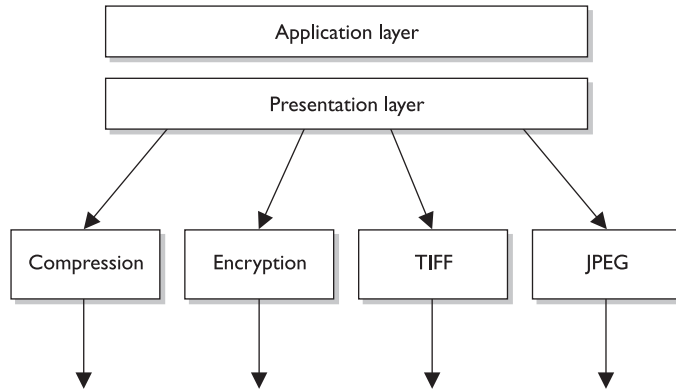 Application layer
Presentation layer
Compression
Encryption
TIFF
JPEG